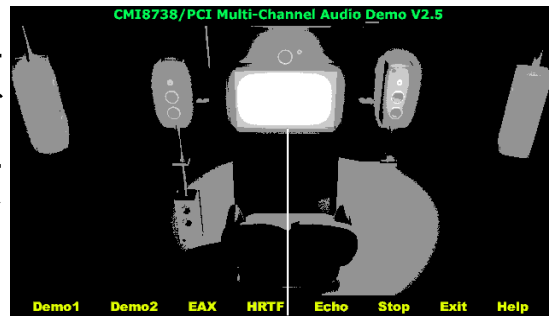 CMI8738/PCI Multi-Channel Audio Demo V2.5
Demo1 Demo2 EAX HRTF Echo Stop Exit Help